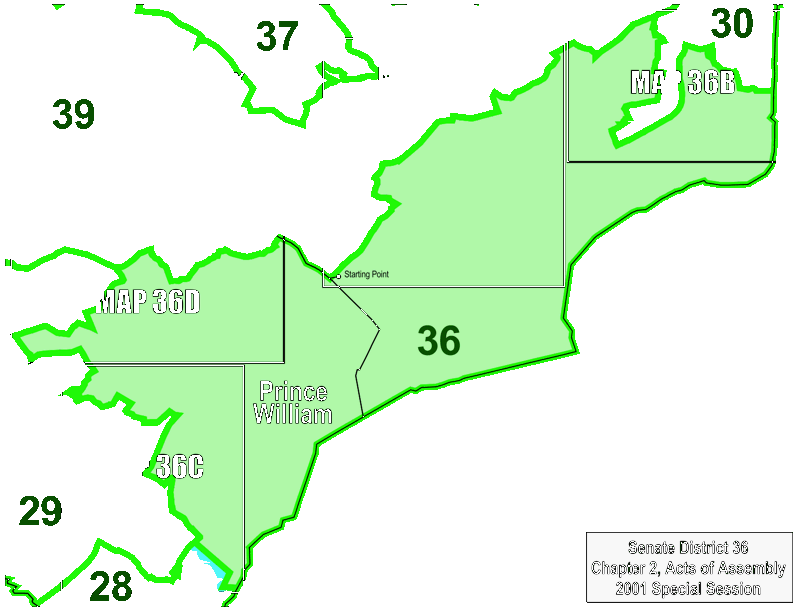 37
30
MAP 36B
39
Starting Point
MAP 36D
36
Prince
William
36C
29
28
Senate District 36
Chapter 2, Acts of Assembly
2001 Special Session